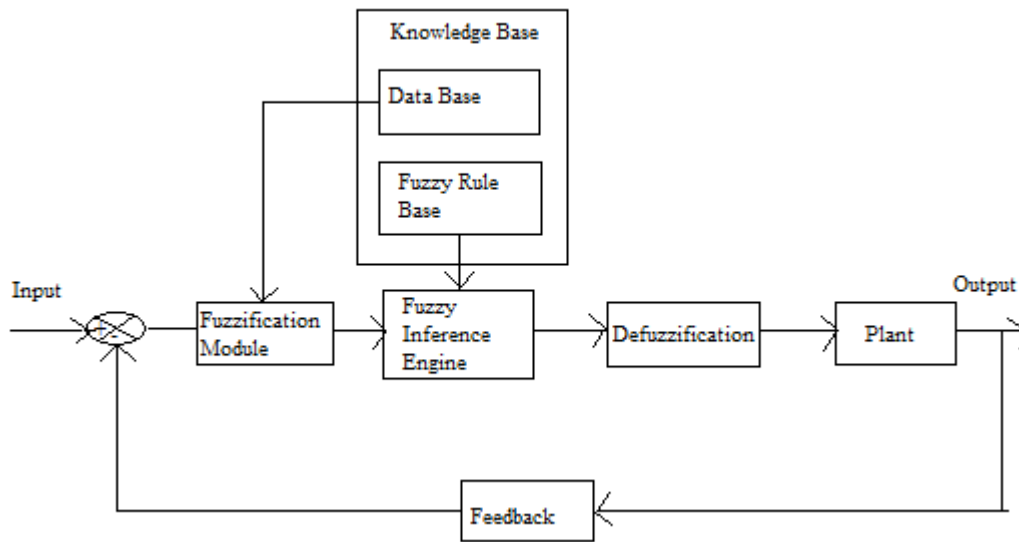 Knowledge Base
Data Base
Fuzzy Rule
Base
Input
Output
+
-
Fuzzification
Module
Fuzzy
Inference
Engine
Defuzzification
Plant
Feedback